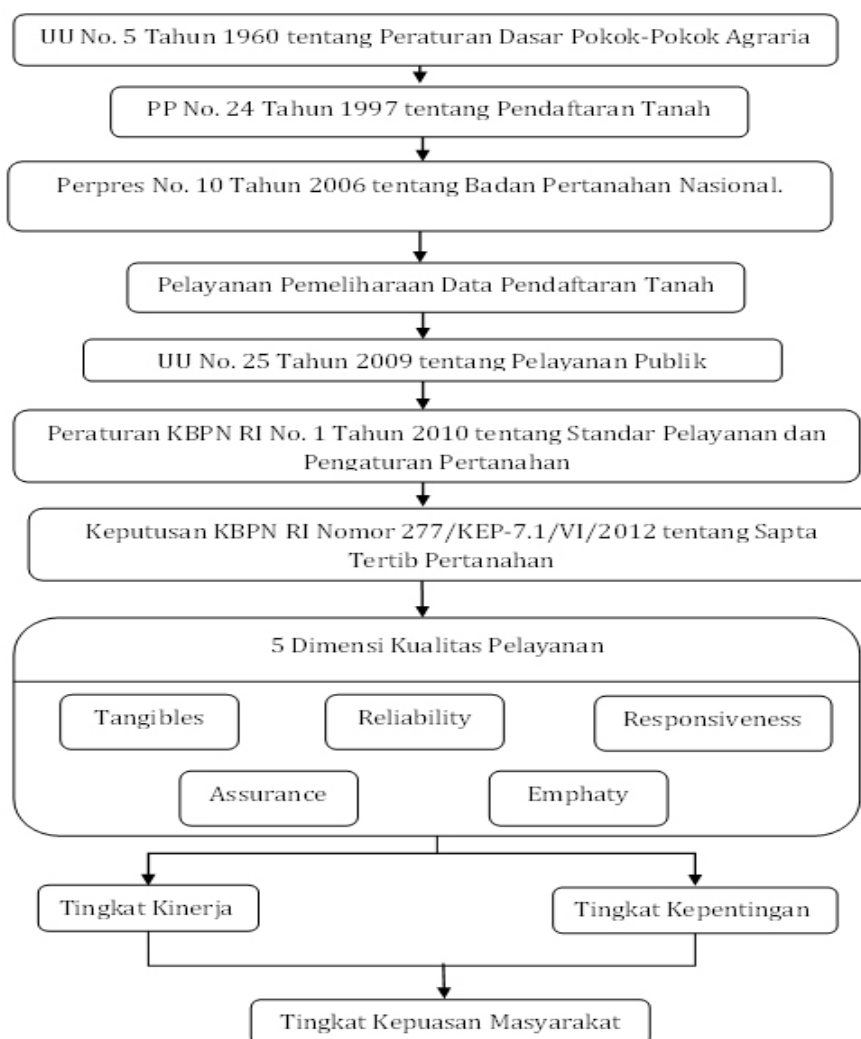 UU No. 5 Tahun 1960 tentang Peraturan Dasar Pokok-Pokok Agraria
PP No. 24 Tahun 1997 tentang Pendaftaran Tanah
Perpres No. 10 Tahun 2006 tentang Badan Pertanahan Nasional.
Pelayanan Pemeliharaan Data Pendaftaran Tanah
UU No. 25 Tahun 2009 tentang Pelayanan Publik
Peraturan KBPN RI No. 1 Tahun 2010 tentang Standar Pelayanan dan
Pengaturan Pertanahan
Keputusan KBPN RI Nomor 277/KEP-7.1/VI/2012 tentang Sapta
Tertib Pertanahan
5 Dimensi Kualitas Pelayanan
Tangibles
Reliability
Responsiveness
Assurance
Emphaty
Tingkat Kinerja
Tingkat Kepentingan
Tingkat Kepuasan Masyarakat